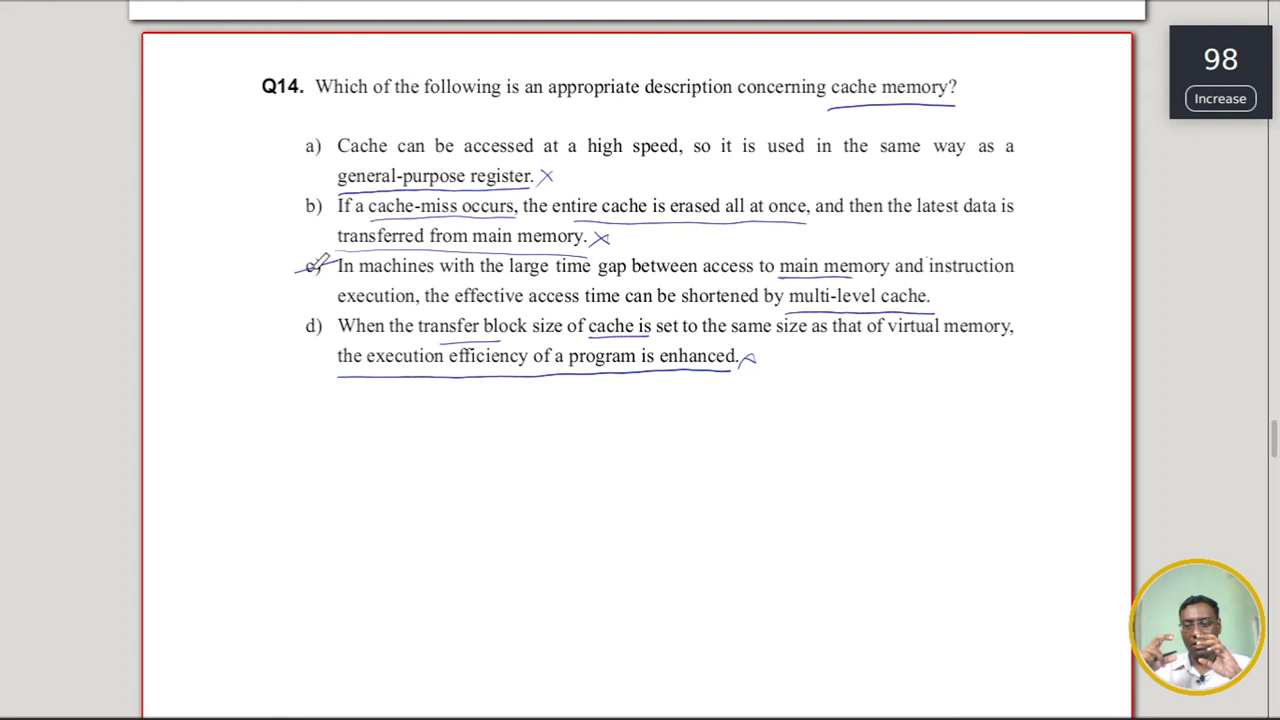 98
Increase
Q14. Which of the following is an appropriate description concerning cache memory?
a) Cache can be accessed at a high speed, so it is used in the same way as a
general-purpose register.
b) If a cache-miss occurs, the entire cache is erased all at once, and then the latest data is
transferred from main memory.
c) In machines with the large time gap between access to main memory and instruction
execution, the effective access time can be shortened by multi-level cache.
d) When the transfer block size of cache is set to the same size as that of virtual memory,
the execution efficiency of a program is enhanced.